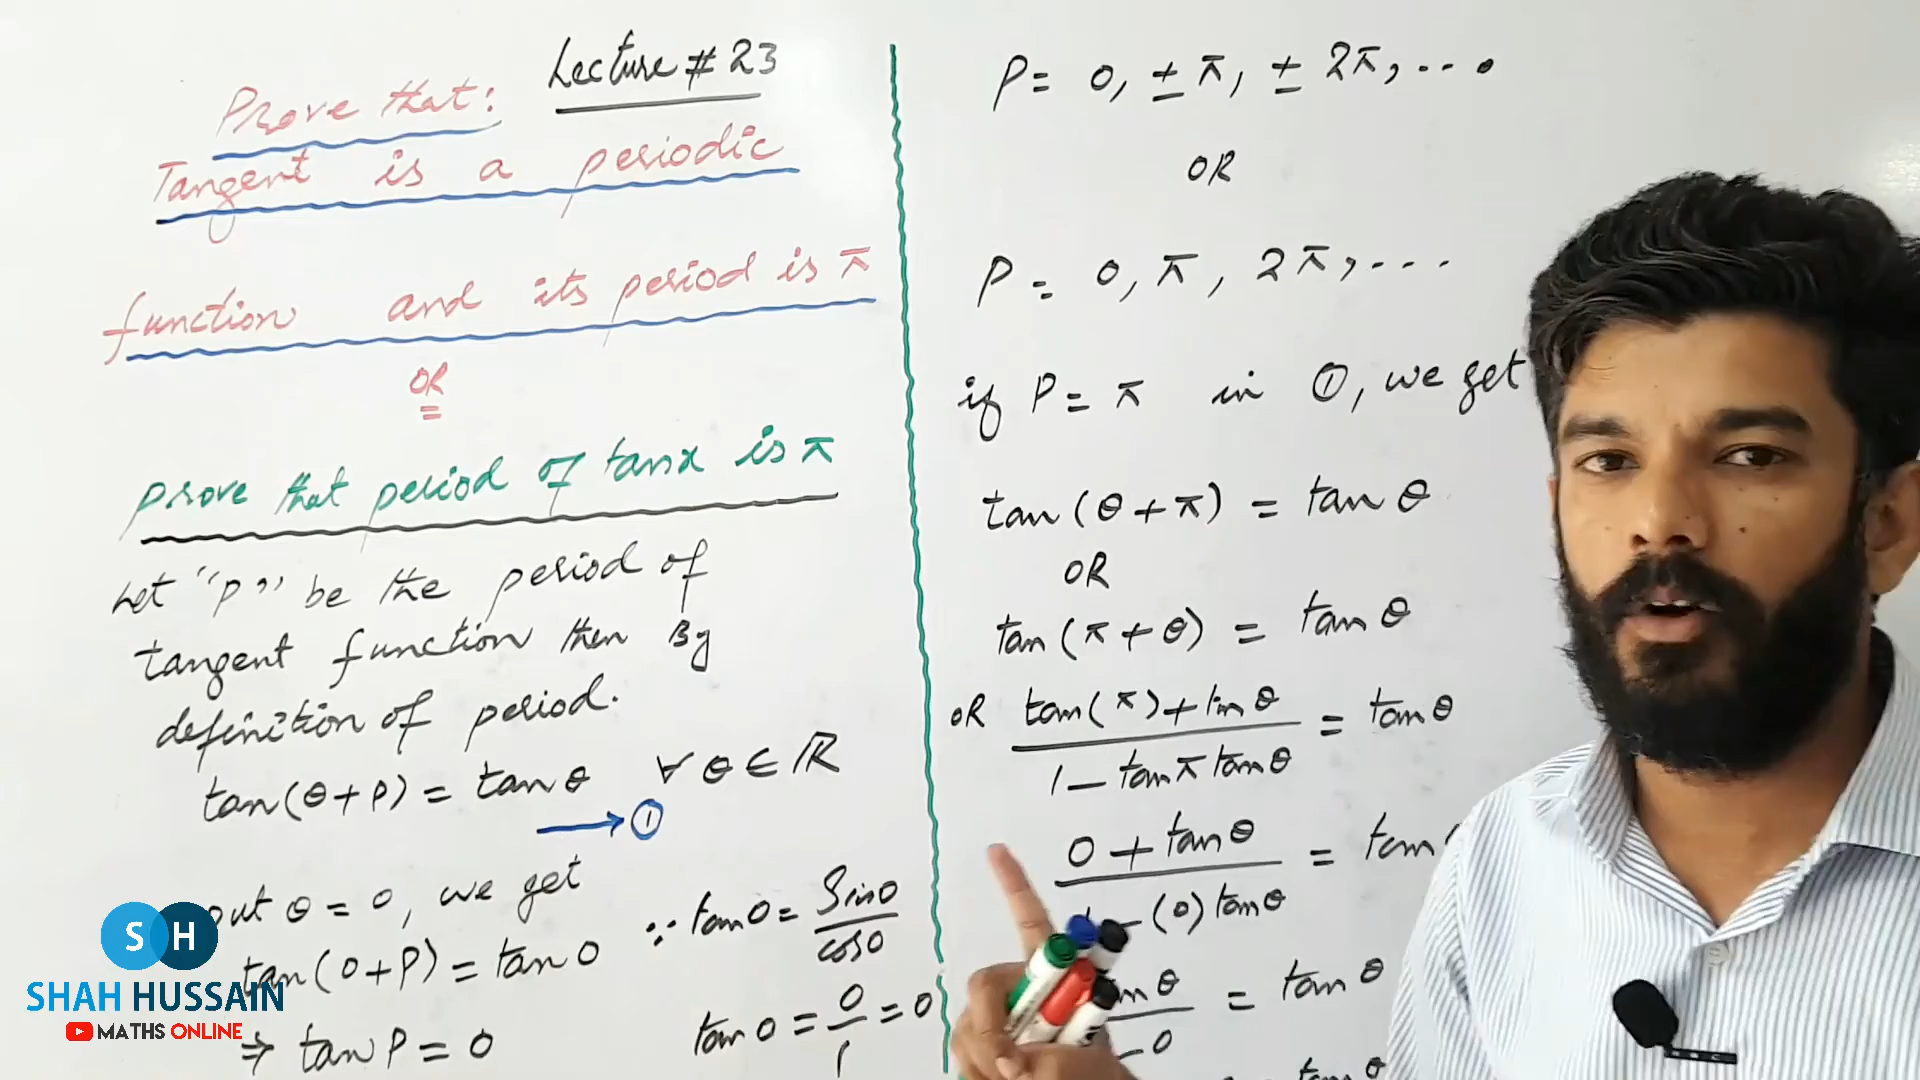 Lecture # 23
Prove that:
Tangent is a periodic
function and its period is π
OR
prove that period of tanx is π
Let "P" be the period of
tangent function then By
definition of period.
tan(θ+P) = tanθ ∀ θ ∈ ℝ
→ ①
put θ = 0, we get
tan(0+P) = tan0
⇒ tanP = 0
∵ tan0 = Sin0/cos0
tan0 = 0/1 = 0
P = 0, ±π, ±2π, ...
OR
P = 0, π, 2π, ...
if P = π in ①, we get
tan(θ+π) = tanθ
OR
tan(π+θ) = tanθ
OR tan(π)+tanθ / 1 - tanπ tanθ = tanθ
0 + tanθ / - (0) tanθ = tan
nθ / - 0 = tanθ
tanθ
SH
SHAH HUSSAIN
MATHS ONLINE